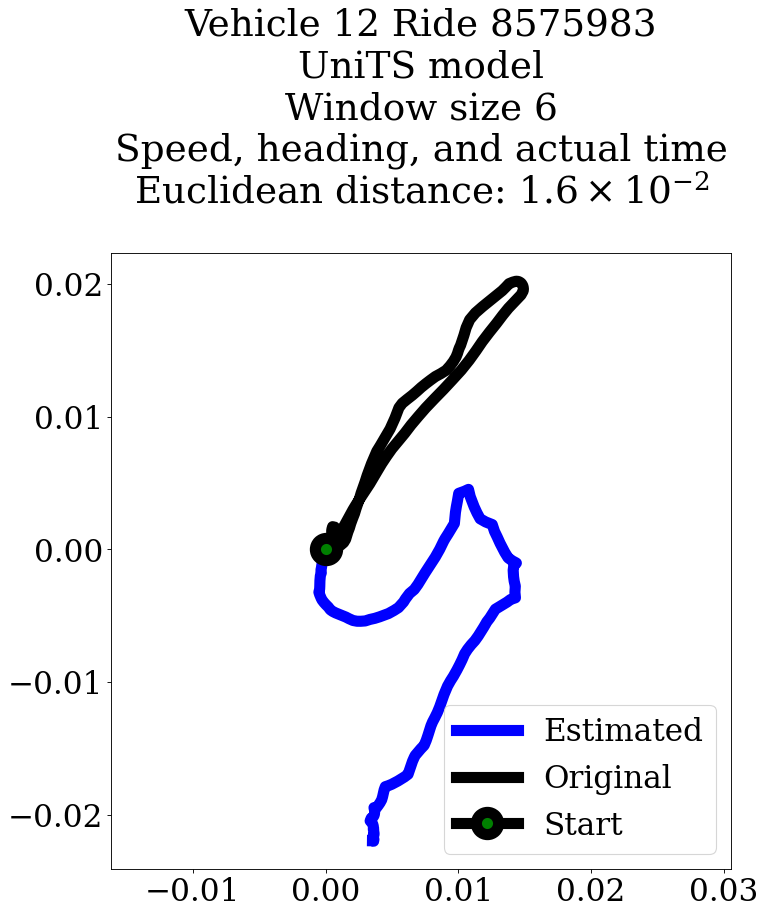 Vehicle 12 Ride 8575983
UniTS model
Window size 6
Speed, heading, and actual time
Euclidean distance: 1.6 × 10⁻²
0.02
0.01
0.00
−0.01
−0.02
Estimated
Original
Start
−0.01 0.00 0.01 0.02 0.03